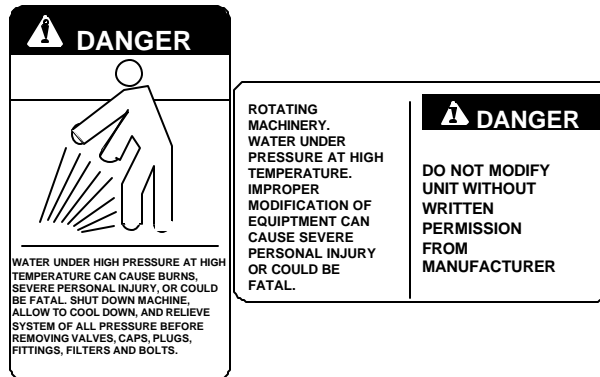 DANGER
WATER UNDER HIGH PRESSURE AT HIGH
TEMPERATURE CAN CAUSE BURNS,
SEVERE PERSONAL INJURY, OR COULD
BE FATAL. SHUT DOWN MACHINE,
ALLOW TO COOL DOWN, AND RELIEVE
SYSTEM OF ALL PRESSURE BEFORE
REMOVING VALVES, CAPS, PLUGS,
FITTINGS, FILTERS AND BOLTS.
ROTATING
MACHINERY.
WATER UNDER
PRESSURE AT HIGH
TEMPERATURE.
IMPROPER
MODIFICATION OF
EQUIPTMENT CAN
CAUSE SEVERE
PERSONAL INJURY
OR COULD BE
FATAL.
DANGER
DO NOT MODIFY
UNIT WITHOUT
WRITTEN
PERMISSION
FROM
MANUFACTURER